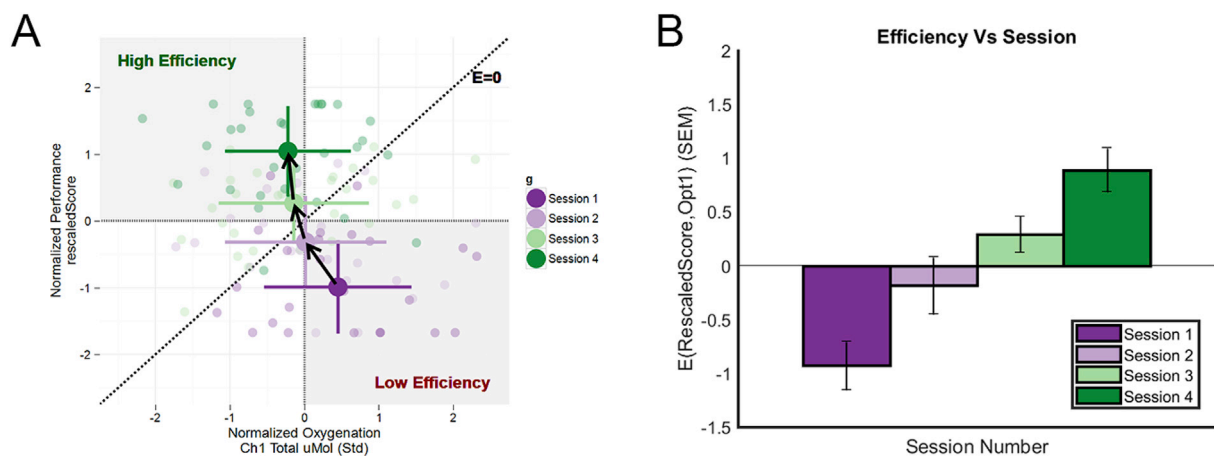 A
High Efficiency
E=0
Low Efficiency
2
1
0
-1
-2
-2
-1
0
1
2
Normalized Performance
rescaledScore
Normalized Oxygenation
Ch1 Total uMol (Std)
g
Session 1
Session 2
Session 3
Session 4
B
Efficiency Vs Session
2
1.5
1
0.5
0
-0.5
-1
-1.5
E(RescaledScore,Opt1) (SEM)
Session Number
Session 1
Session 2
Session 3
Session 4